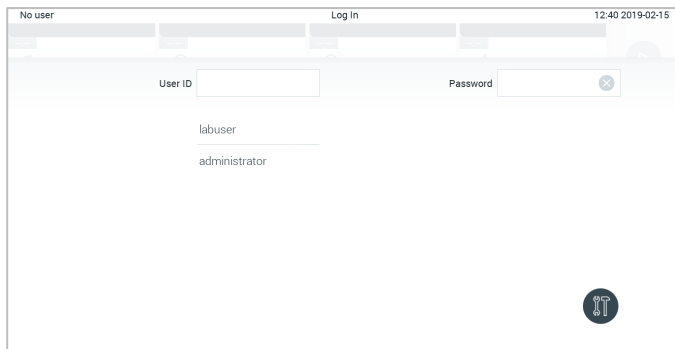 No user Log In 12:40 2019-02-15
User ID Password
labuser
administrator